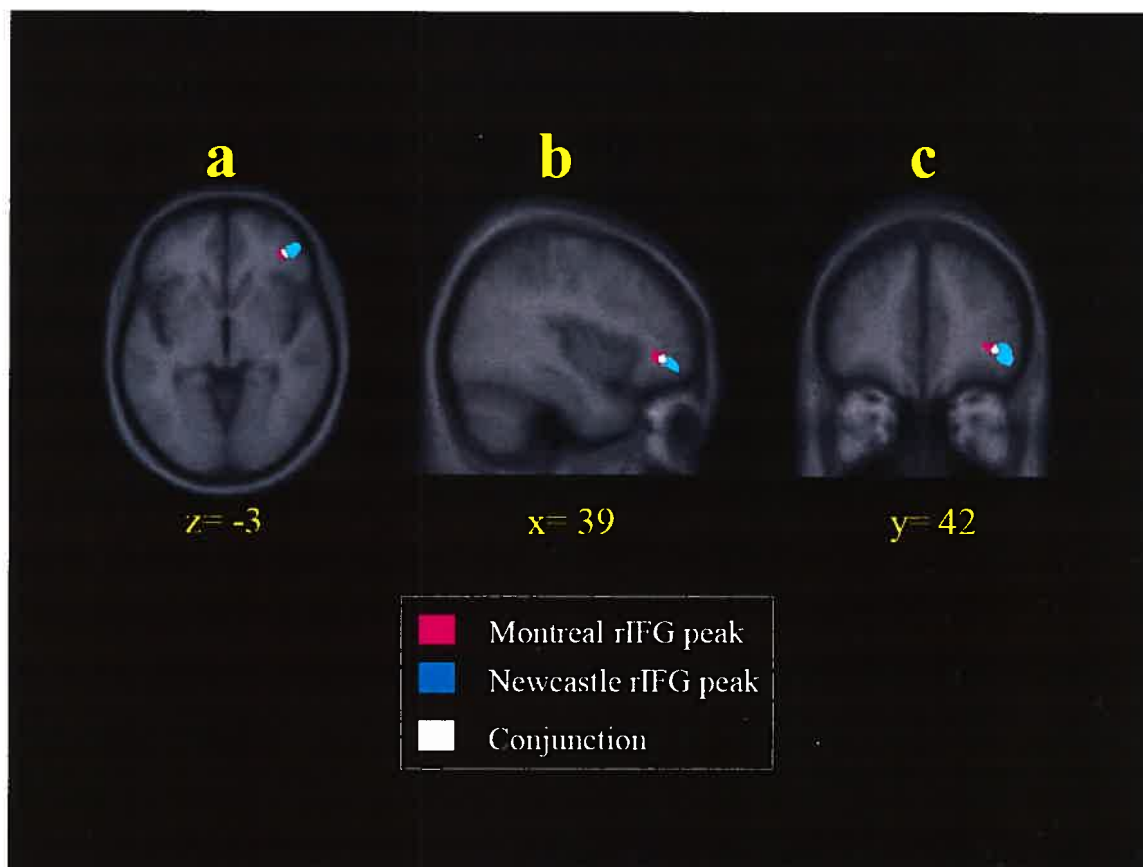 a b c
z= -3 x= 39 y= 42
Montreal rIFG peak
Newcastle rIFG peak
Conjunction